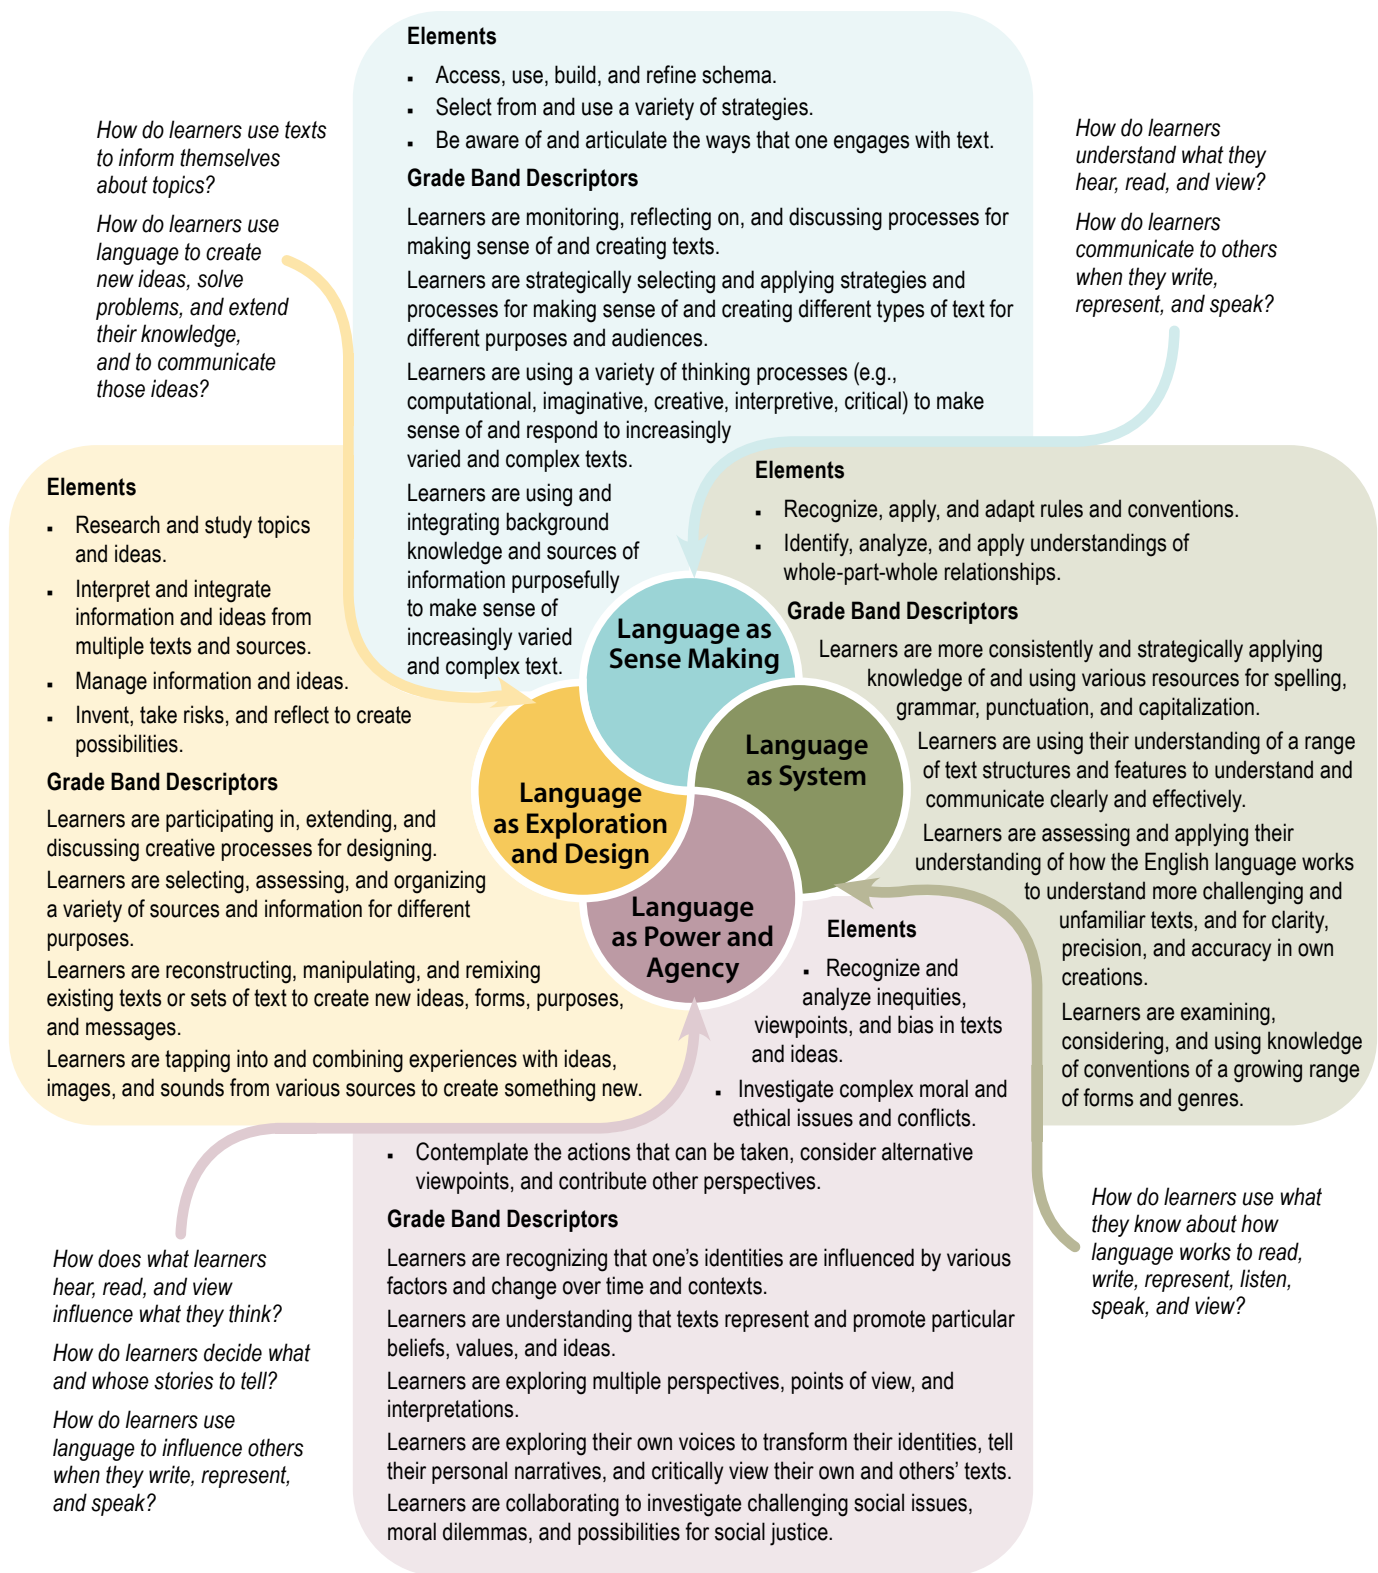 Elements
▪ Access, use, build, and refine schema.
▪ Select from and use a variety of strategies.
▪ Be aware of and articulate the ways that one engages with text.
Grade Band Descriptors
Learners are monitoring, reflecting on, and discussing processes for
making sense of and creating texts.
Learners are strategically selecting and applying strategies and
processes for making sense of and creating different types of text for
different purposes and audiences.
Learners are using a variety of thinking processes (e.g.,
computational, imaginative, creative, interpretive, critical) to make
sense of and respond to increasingly
varied and complex texts.
Learners are using and
integrating background
knowledge and sources of
information purposefully
to make sense of
increasingly varied
and complex text.
How do learners use texts
to inform themselves
about topics?
How do learners use
language to create
new ideas, solve
problems, and extend
their knowledge,
and to communicate
those ideas?
How do learners
understand what they
hear, read, and view?
How do learners
communicate to others
when they write,
represent, and speak?
Elements
▪ Research and study topics
and ideas.
▪ Interpret and integrate
information and ideas from
multiple texts and sources.
▪ Manage information and ideas.
▪ Invent, take risks, and reflect to create
possibilities.
Grade Band Descriptors
Learners are participating in, extending, and
discussing creative processes for designing.
Learners are selecting, assessing, and organizing
a variety of sources and information for different
purposes.
Learners are reconstructing, manipulating, and remixing
existing texts or sets of text to create new ideas, forms, purposes,
and messages.
Learners are tapping into and combining experiences with ideas,
images, and sounds from various sources to create something new.
Language as
Sense Making
Language
as System
Language
as Exploration
and Design
Language
as Power and
Agency
Elements
▪ Recognize, apply, and adapt rules and conventions.
▪ Identify, analyze, and apply understandings of
whole-part-whole relationships.
Grade Band Descriptors
Learners are more consistently and strategically applying
knowledge of and using various resources for spelling,
grammar, punctuation, and capitalization.
Learners are using their understanding of a range
of text structures and features to understand and
communicate clearly and effectively.
Learners are assessing and applying their
understanding of how the English language works
to understand more challenging and
unfamiliar texts, and for clarity,
precision, and accuracy in own
creations.
Learners are examining,
considering, and using knowledge
of conventions of a growing range
of forms and genres.
Elements
▪ Recognize and
analyze inequities,
viewpoints, and bias in texts
and ideas.
▪ Investigate complex moral and
ethical issues and conflicts.
▪ Contemplate the actions that can be taken, consider alternative
viewpoints, and contribute other perspectives.
Grade Band Descriptors
Learners are recognizing that one’s identities are influenced by various
factors and change over time and contexts.
Learners are understanding that texts represent and promote particular
beliefs, values, and ideas.
Learners are exploring multiple perspectives, points of view, and
interpretations.
Learners are exploring their own voices to transform their identities, tell
their personal narratives, and critically view their own and others’ texts.
Learners are collaborating to investigate challenging social issues,
moral dilemmas, and possibilities for social justice.
How does what learners
hear, read, and view
influence what they think?
How do learners decide what
and whose stories to tell?
How do learners use
language to influence others
when they write, represent,
and speak?
How do learners use what
they know about how
language works to read,
write, represent, listen,
speak, and view?